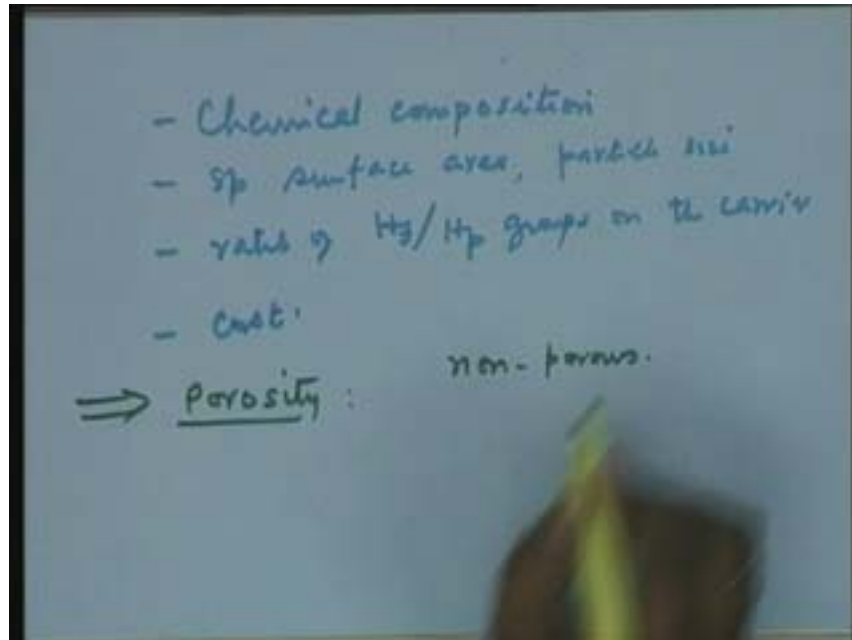 - Chemical composition
- Sp surface area, particle size
- ratio of Hy/Hp groups on the carrier
- Cost.
⇒ Porosity : non-porous.